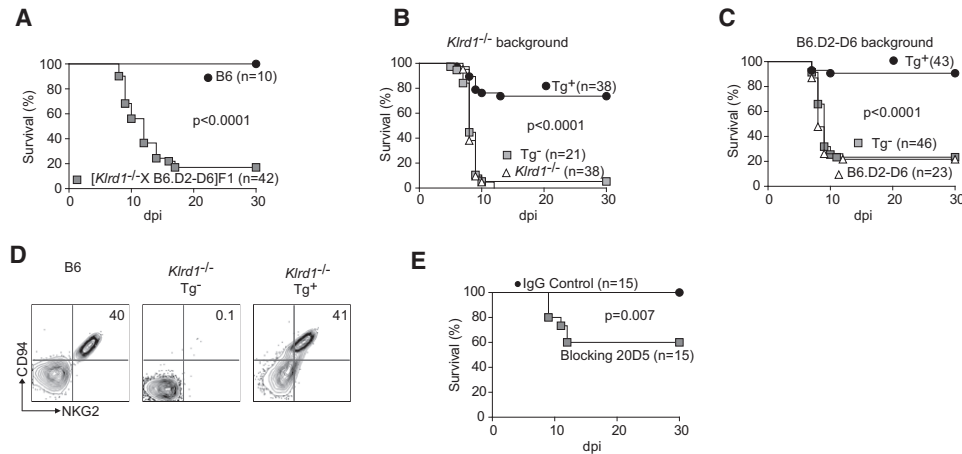 A
B
C
Klrd1-/- background
B6.D2-D6 background
Survival (%)
100
80
60
40
20
0
B6 (n=10)
p<0.0001
[Klrd1-/-X B6.D2-D6]F1 (n=42)
0
10
20
30
dpi
Survival (%)
100
80
60
40
20
0
Tg+(n=38)
p<0.0001
Tg- (n=21)
Klrd1-/- (n=38)
0
10
20
30
dpi
Survival (%)
100
80
60
40
20
0
Tg+(43)
p<0.0001
Tg- (n=46)
B6.D2-D6 (n=23)
0
10
20
30
dpi
D
B6
Klrd1-/-
Tg-
Klrd1-/-
Tg+
40
0.1
41
CD94
NKG2
E
Survival (%)
100
80
60
40
20
0
IgG Control (n=15)
p=0.007
Blocking 20D5 (n=15)
0
10
20
30
dpi